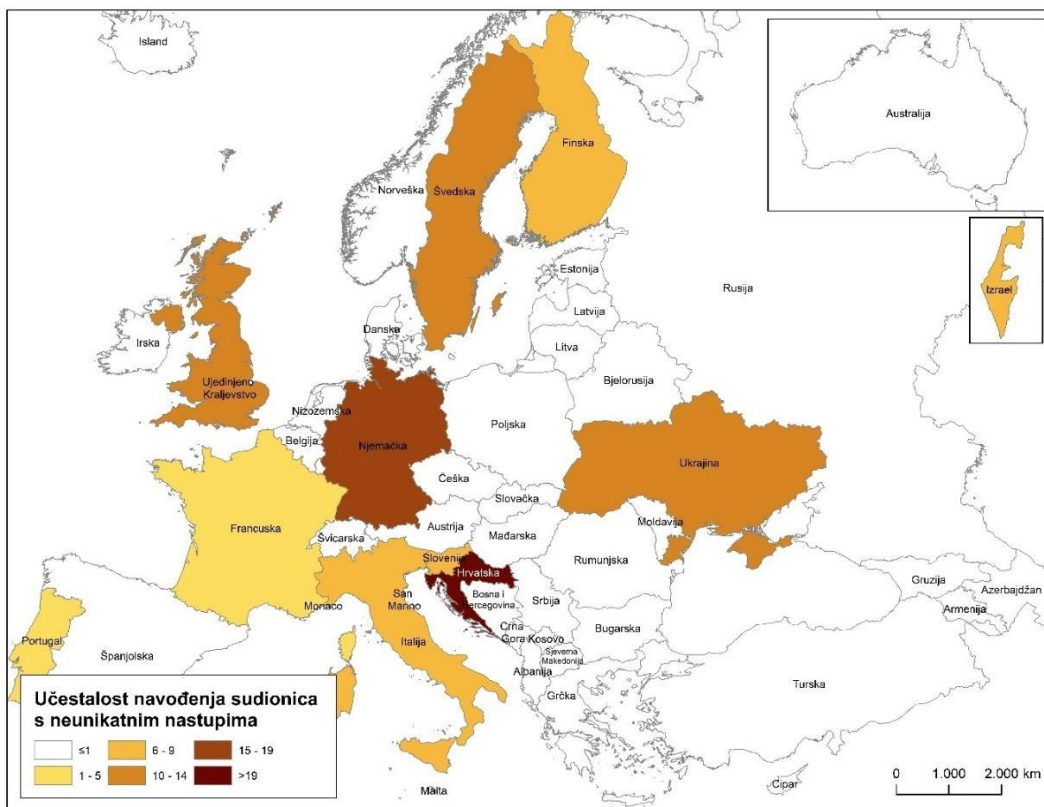 Island
Australija
Finska
Norveška
Švedska
Izrael
Estonija
Rusija
Latvija
Danska
Irska
Litva
Bjelorusija
Ujedinjeno
Kraljevstvo
Nizozemska
Poljska
Belgija
Njemačka
Ukrajina
Češka
Slovačka
Francuska
Austrija
Moldavija
Švicarska
Mađarska
Slovenija
Rumunjska
Hrvatska
Gruzija
Azerbajdžan
Bosna i
Hercegovina
Srbija
San
Marino
Monaco
Armenija
Crna
Gora
Kosovo
Bugarska
Portugal
Italija
Španjolska
Sjeverna
Makedonija
Albanija
Turska
Grčka
Učestalost navođenja sudionica
s neunikatnim nastupima
≤1
6 - 9
15 - 19
1 - 5
10 - 14
>19
Malta
Cipar
0 1.000 2.000 km